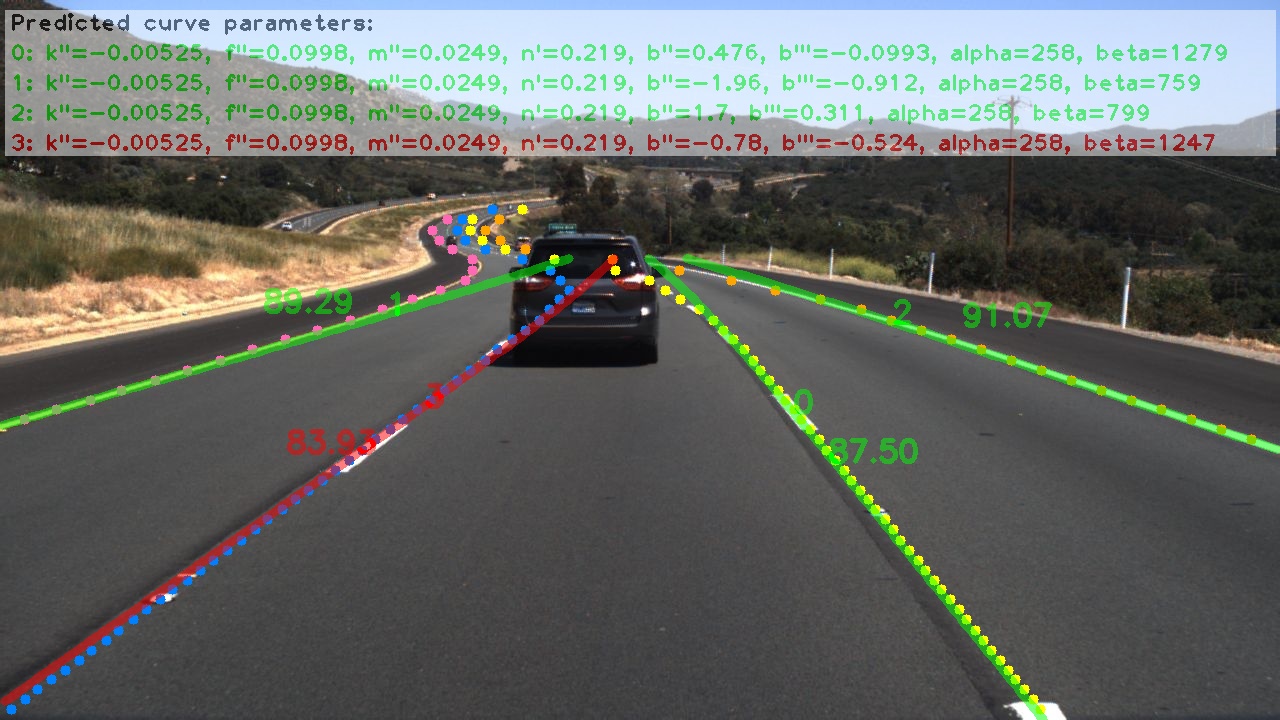 Predicted curve parameters:
0: k"=-0.00525, f"=0.0998, m"=0.0249, n'=0.219, b"=0.476, b'''=-0.0993, alpha=258, beta=1279
1: k"=-0.00525, f"=0.0998, m"=0.0249, n'=0.219, b"=-1.96, b'''=-0.912, alpha=258, beta=759
2: k"=-0.00525, f"=0.0998, m"=0.0249, n'=0.219, b"=1.7, b'''=0.311, alpha=258, beta=799
3: k"=-0.00525, f"=0.0998, m"=0.0249, n'=0.219, b"=-0.78, b'''=-0.524, alpha=258, beta=1247
89.29 1
2 91.07
3
0
83.93
87.50